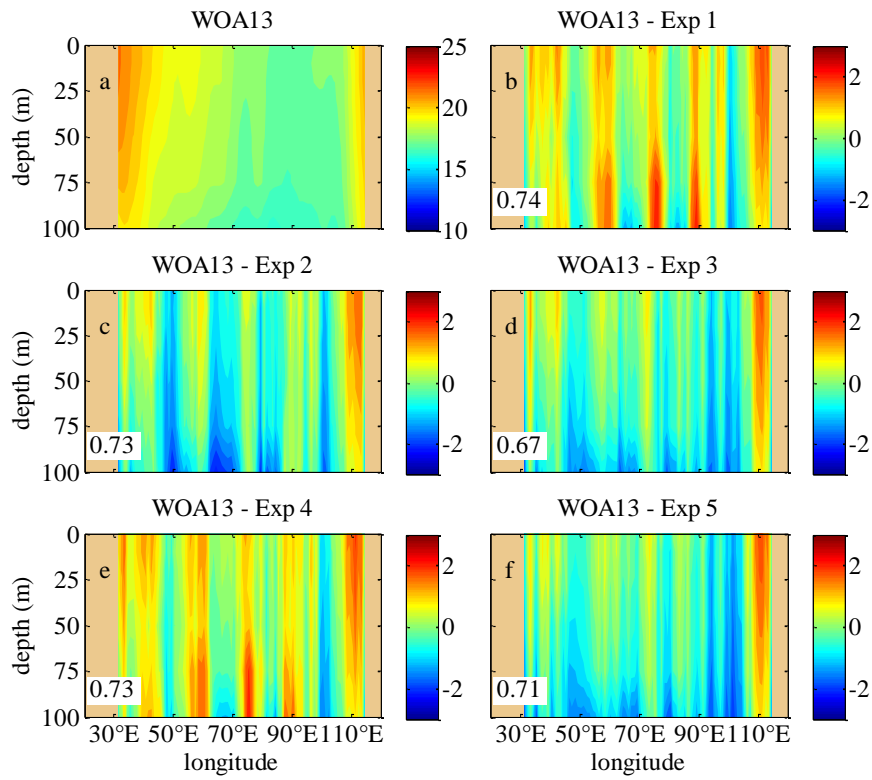 WOA13
WOA13 - Exp 1
0
25
50
75
100
depth (m)
a
25
20
15
10
b
0.74
2
0
-2
WOA13 - Exp 2
WOA13 - Exp 3
0
25
50
75
100
depth (m)
c
0.73
2
0
-2
d
0.67
2
0
-2
WOA13 - Exp 4
WOA13 - Exp 5
0
25
50
75
100
depth (m)
e
0.73
2
0
-2
f
0.71
2
0
-2
30°E 50°E 70°E 90°E110°E
longitude
30°E 50°E 70°E 90°E110°E
longitude